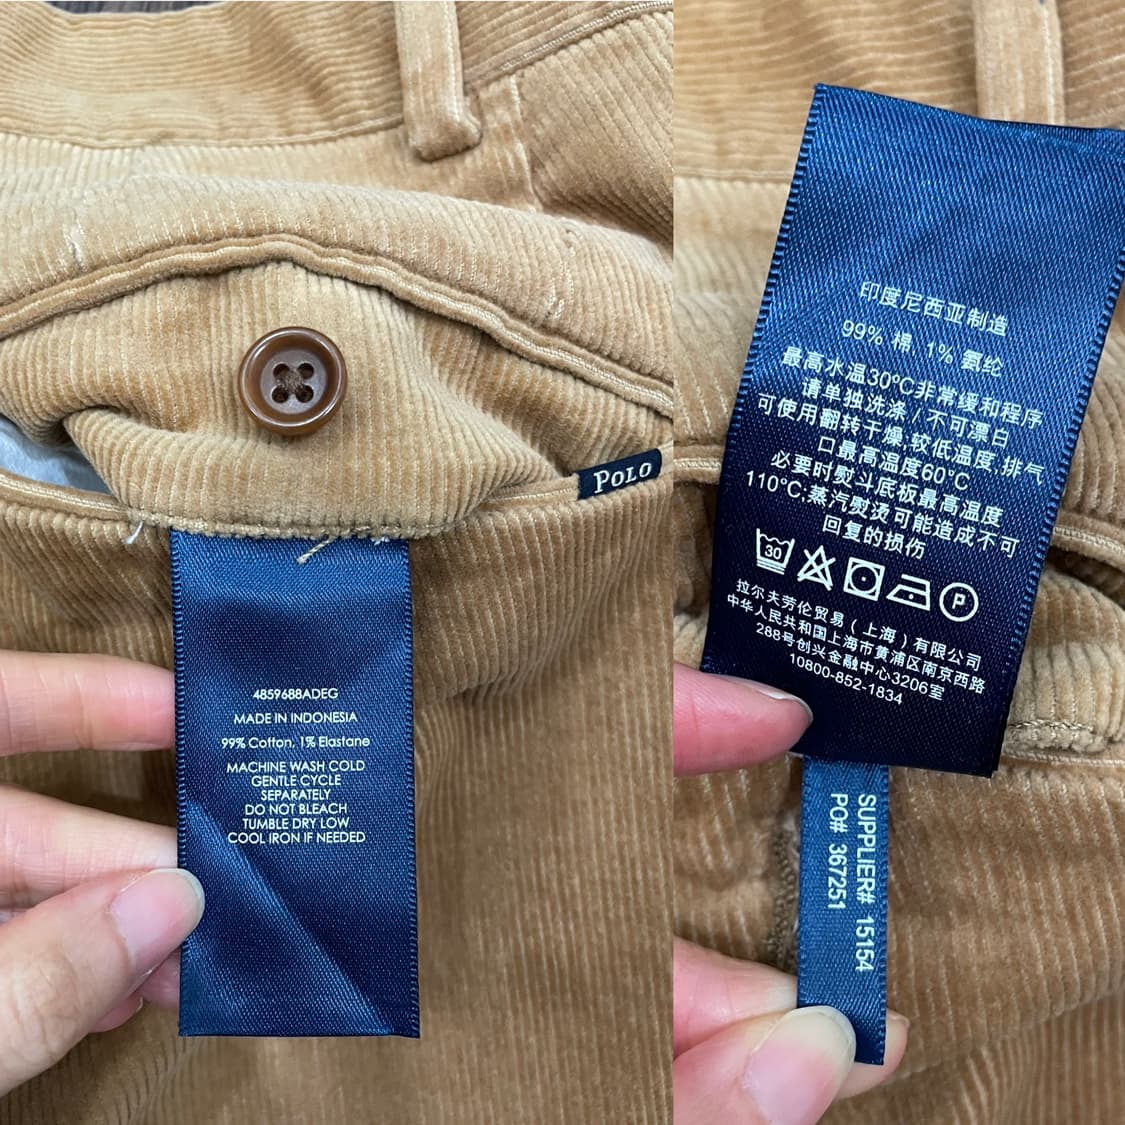 POLO
4859688ADEG
MADE IN INDONESIA
99% Cotton, 1% Elastane
MACHINE WASH COLD
GENTLE CYCLE
SEPARATELY
DO NOT BLEACH
TUMBLE DRY LOW
COOL IRON IF NEEDED
印度尼西亚制造
99% 棉, 1% 氨纶
最高水温30°C非常缓和程序
请单独洗涤 / 不可漂白
可使用翻转干燥,较低温度,排气
口最高温度60°C
必要时熨斗底板最高温度
110°C,蒸汽熨烫可能造成不可
回复的损伤
30
P
拉尔夫劳伦贸易（上海）有限公司
中华人民共和国上海市黄浦区南京西路
288号创兴金融中心3206室
10800-852-1834
SUPPLIER# 15154
PO# 367251